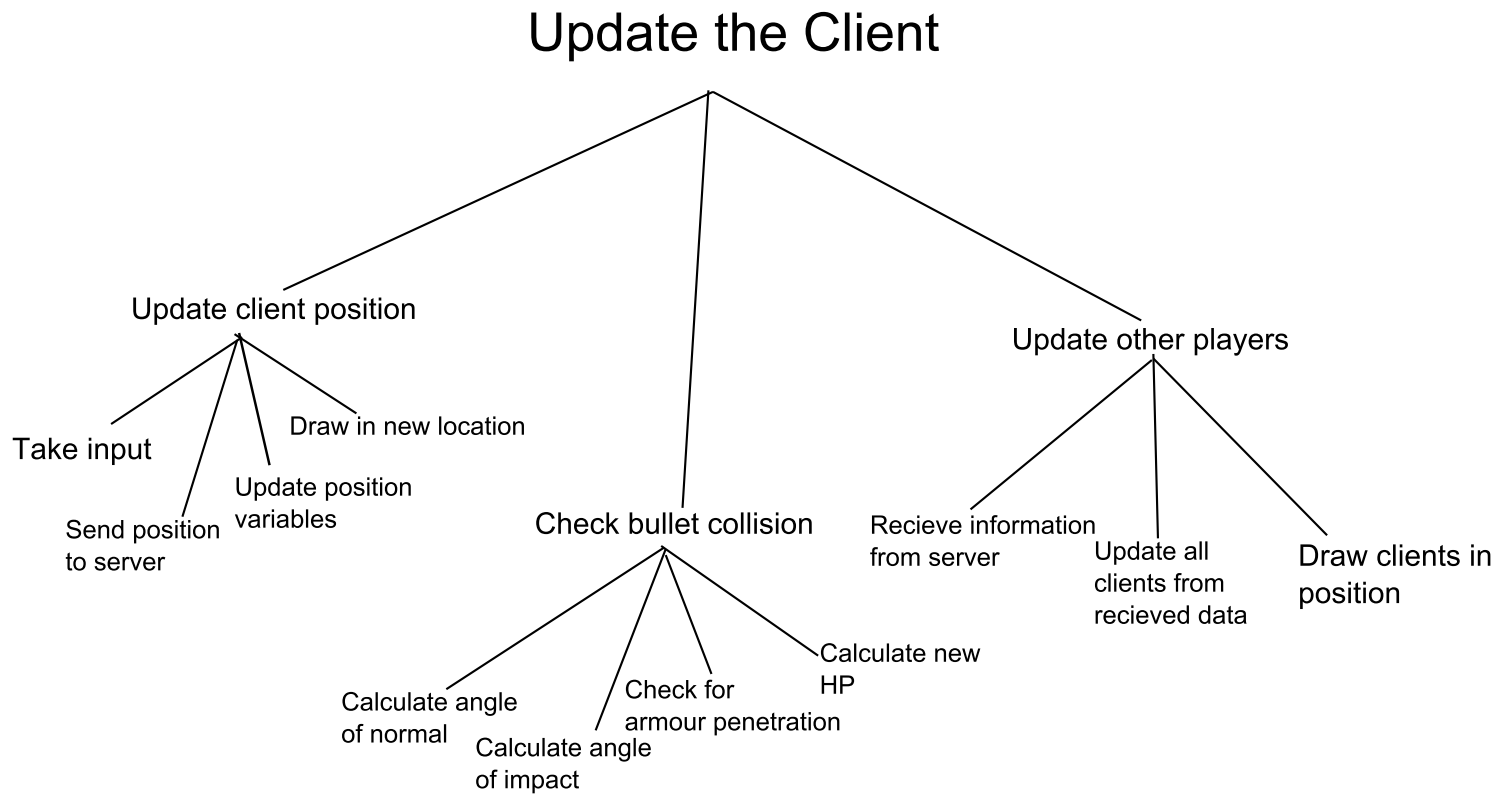 Update the Client
Update client position
Take input
Send position
to server
Update position
variables
Draw in new location
Check bullet collision
Calculate angle
of normal
Calculate angle
of impact
Check for
armour penetration
Calculate new
HP
Update other players
Recieve information
from server
Update all
clients from
recieved data
Draw clients in
position